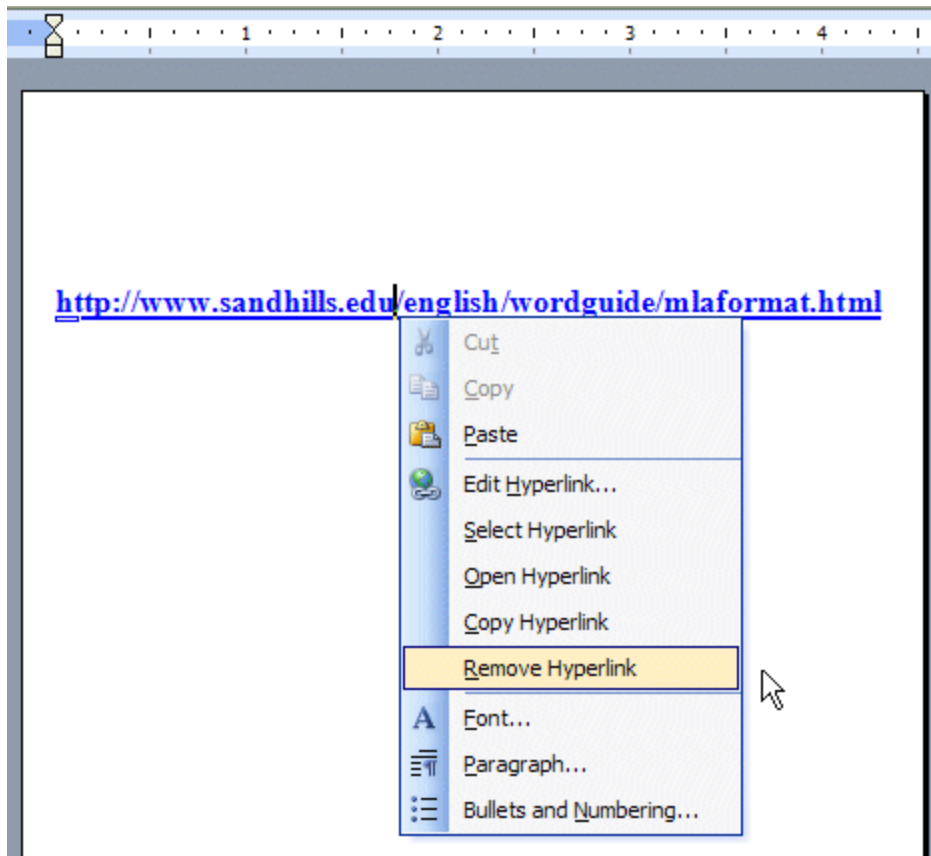 1 2 3 4
http://www.sandhills.edu/english/wordguide/mlaformat.html
Cut
Copy
Paste
Edit Hyperlink...
Select Hyperlink
Open Hyperlink
Copy Hyperlink
Remove Hyperlink
Font...
Paragraph...
Bullets and Numbering...